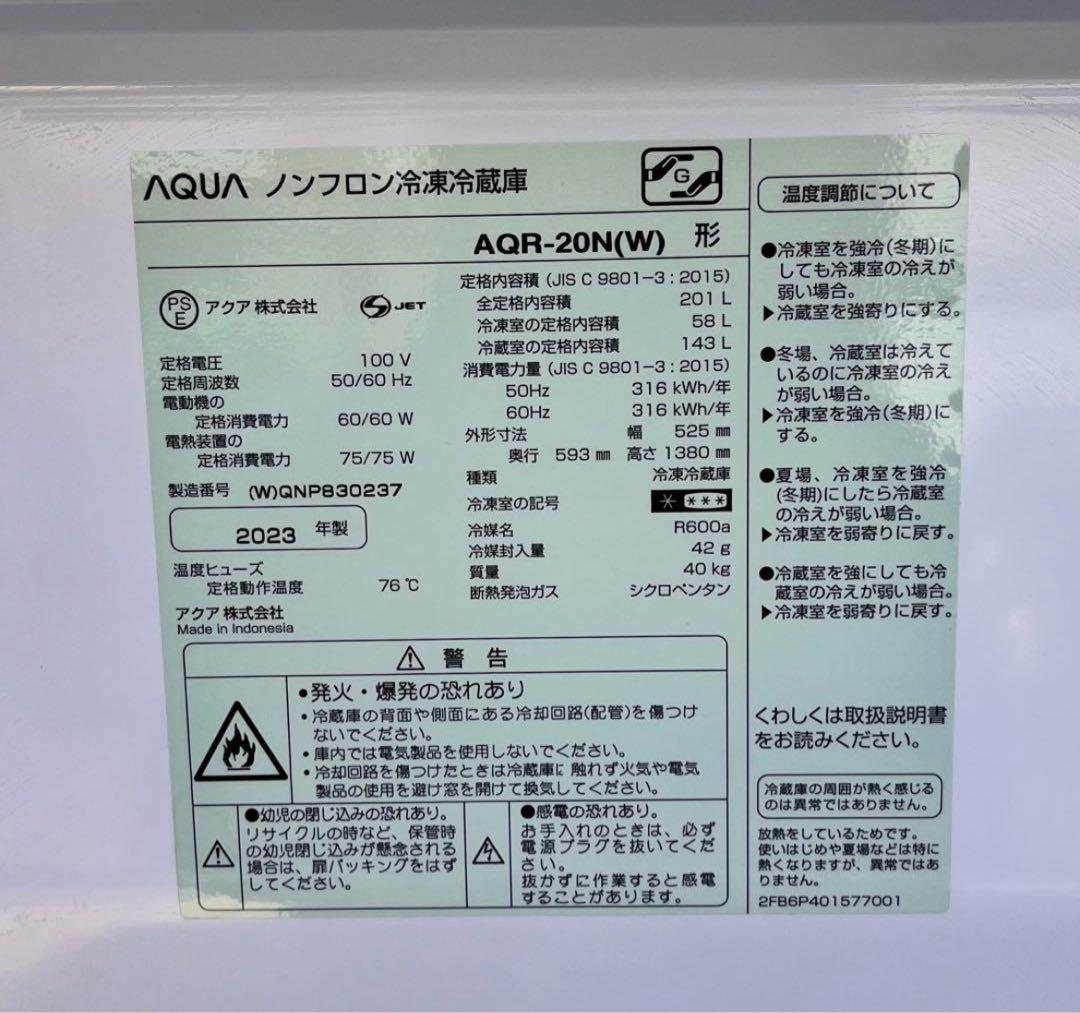 AQUA ノンフロン冷凍冷蔵庫
G
AQR-20N(W) 形
PS
E
アクア 株式会社
JET
定格電圧 100 V
定格周波数 50/60 Hz
電動機の
定格消費電力 60/60 W
電熱装置の
定格消費電力 75/75 W
製造番号 (W)QNP830237
2023 年製
温度ヒューズ
定格動作温度 76 ℃
アクア 株式会社
Made in Indonesia
定格内容積 (JIS C 9801-3 : 2015)
全定格内容積 201 L
冷凍室の定格内容積 58 L
冷蔵室の定格内容積 143 L
消費電力量 (JIS C 9801-3 : 2015)
50Hz 316 kWh/年
60Hz 316 kWh/年
外形寸法 幅 525 ㎜
奥行 593 ㎜ 高さ 1380 ㎜
種類 冷凍冷蔵庫
冷凍室の記号 * ***
冷媒名 R600a
冷媒封入量 42 g
質量 40 kg
断熱発泡ガス シクロペンタン
警 告
●発火・爆発の恐れあり
・冷蔵庫の背面や側面にある冷却回路(配管)を傷つけ
ないでください。
・庫内では電気製品を使用しないでください。
・冷却回路を傷つけたときは冷蔵庫に 触れず火気や電気
製品の使用を避け窓を開けて換気してください。
●幼児の閉じ込みの恐れあり。
リサイクルの時など、保管時
の幼児閉じ込みが懸念される
場合は、扉パッキングをはず
してください。
●感電の恐れあり。
お手入れのときは、必ず
電源プラグを抜いてくだ
さい。
抜かずに作業すると感電
することがあります。
温度調節について
●冷凍室を強冷(冬期)に
しても冷凍室の冷えが
弱い場合。
▶冷蔵室を強寄りにする。
●冬場、冷蔵室は冷えて
いるのに冷凍室の冷え
が弱い場合。
▶冷凍室を強冷(冬期)に
する。
●夏場、冷凍室を強冷
(冬期)にしたら冷蔵室
の冷えが弱い場合。
▶冷凍室を弱寄りに戻す。
●冷蔵室を強にしても冷
蔵室の冷えが弱い場合。
▶冷凍室を弱寄りに戻す。
くわしくは取扱説明書
をお読みください。
冷蔵庫の周囲が熱く感じる
のは異常ではありません。
放熱をしているためです。
使いはじめや夏場などは特に
熱くなりますが、異常ではあ
りません。
2FB6P401577001